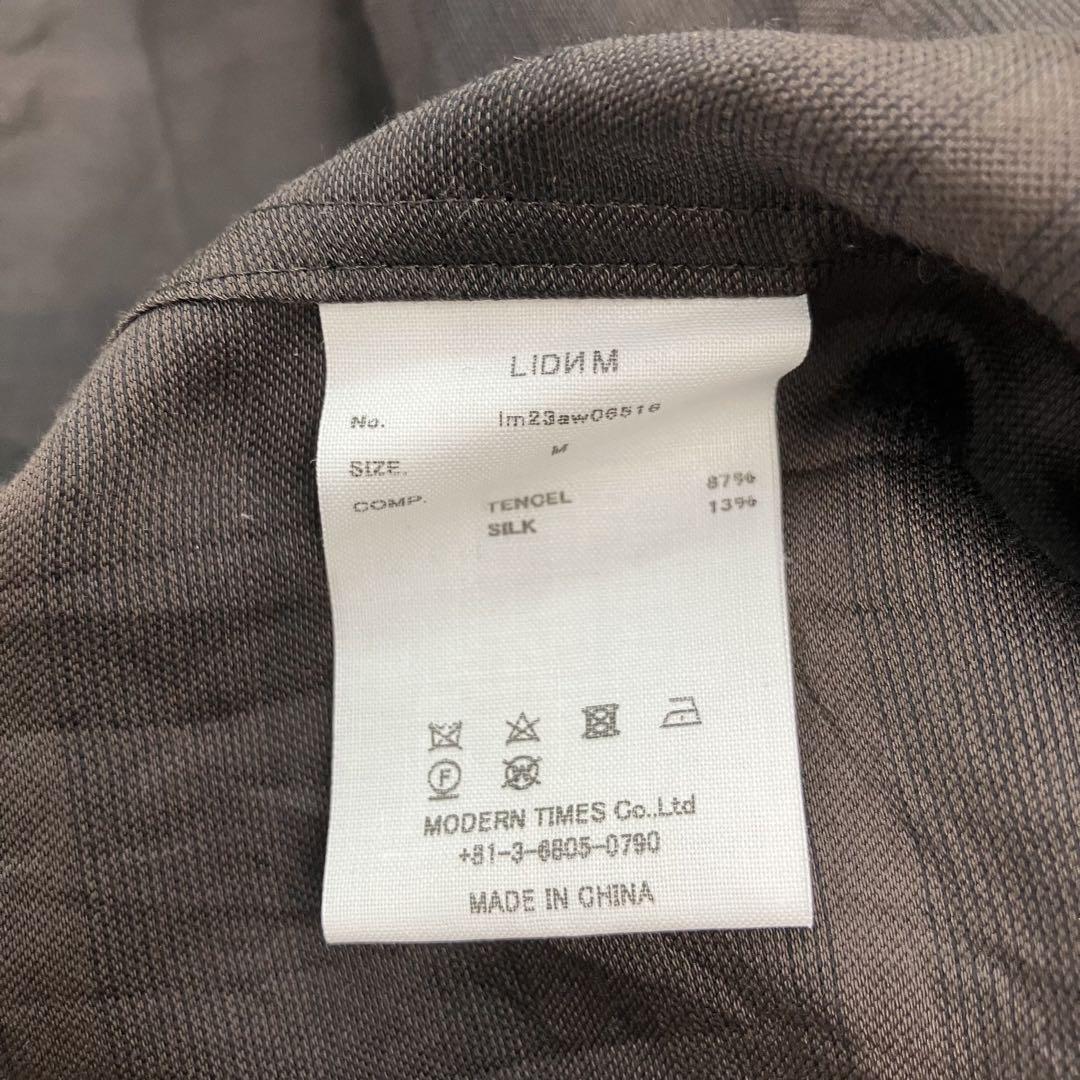 LIDИM
No. lm23aw06516
SIZE. M
COMP. TENCEL 87%
SILK 13%
F W
MODERN TIMES Co.,Ltd
+81-3-6805-0790
MADE IN CHINA